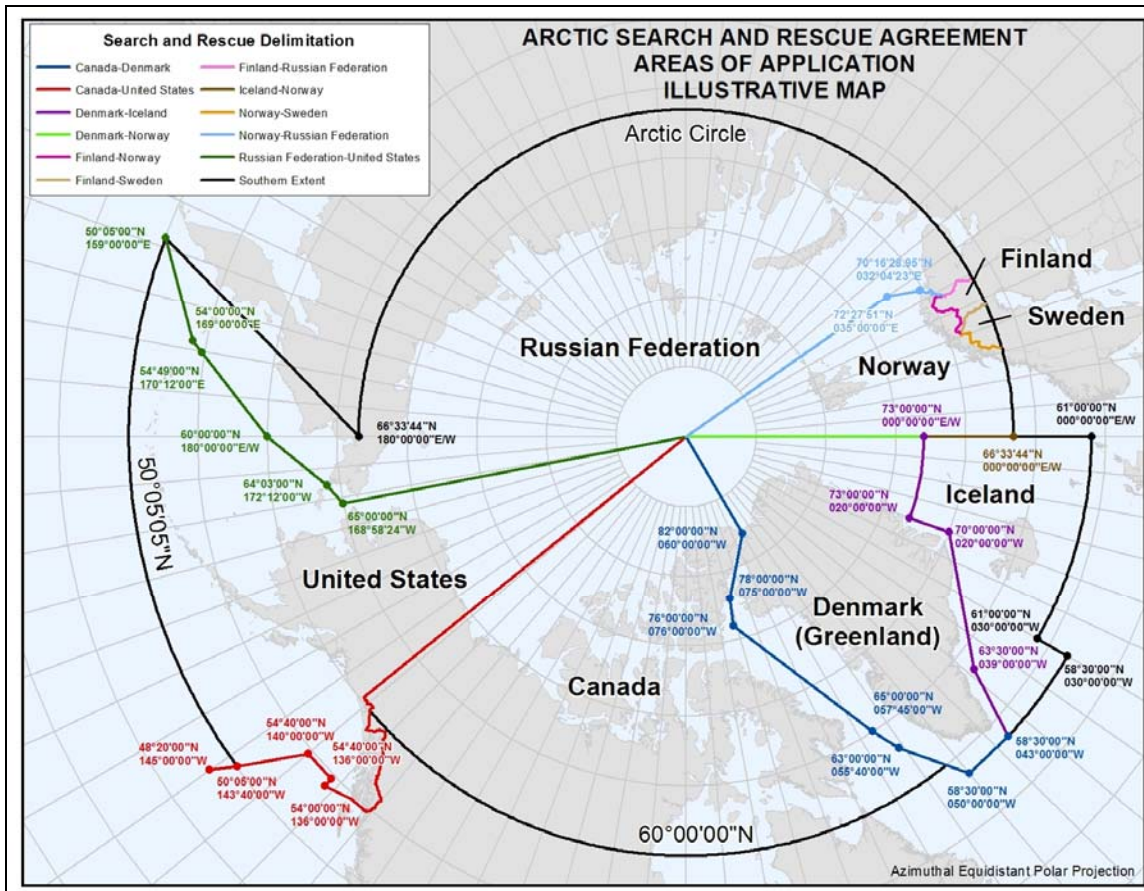 ARCTIC SEARCH AND RESCUE AGREEMENT
AREAS OF APPLICATION
ILLUSTRATIVE MAP
Search and Rescue Delimitation
Canada-Denmark
Canada-United States
Denmark-Iceland
Denmark-Norway
Finland-Norway
Finland-Sweden
Finland-Russian Federation
Iceland-Norway
Norway-Sweden
Norway-Russian Federation
Russian Federation-United States
Southern Extent
Arctic Circle
50°05'00"N
159°00'00"E
54°00'00"N
169°00'00"E
54°49'00"N
170°12'00"E
60°00'00"N
180°00'00"E/W
64°03'00"N
172°12'00"W
65°00'00"N
168°58'24"W
66°33'44"N
180°00'00"E/W
50°05'05"N
70°16'28.95"N
032°04'23"E
72°27'51"N
035°00'00"E
Finland
Sweden
Norway
Russian Federation
73°00'00"N
000°00'00"E/W
61°00'00"N
000°00'00"E/W
66°33'44"N
000°00'00"E/W
Iceland
73°00'00"N
020°00'00"W
70°00'00"N
020°00'00"W
82°00'00"N
060°00'00"W
78°00'00"N
075°00'00"W
76°00'00"N
076°00'00"W
United States
Denmark
(Greenland)
61°00'00"N
030°00'00"W
63°30'00"N
039°00'00"W
58°30'00"N
030°00'00"W
Canada
65°00'00"N
057°45'00"W
63°00'00"N
055°40'00"W
58°30'00"N
043°00'00"W
58°30'00"N
050°00'00"W
54°40'00"N
140°00'00"W
54°40'00"N
136°00'00"W
48°20'00"N
145°00'00"W
50°05'00"N
143°40'00"W
54°00'00"N
136°00'00"W
60°00'00"N
Azimuthal Equidistant Polar Projection